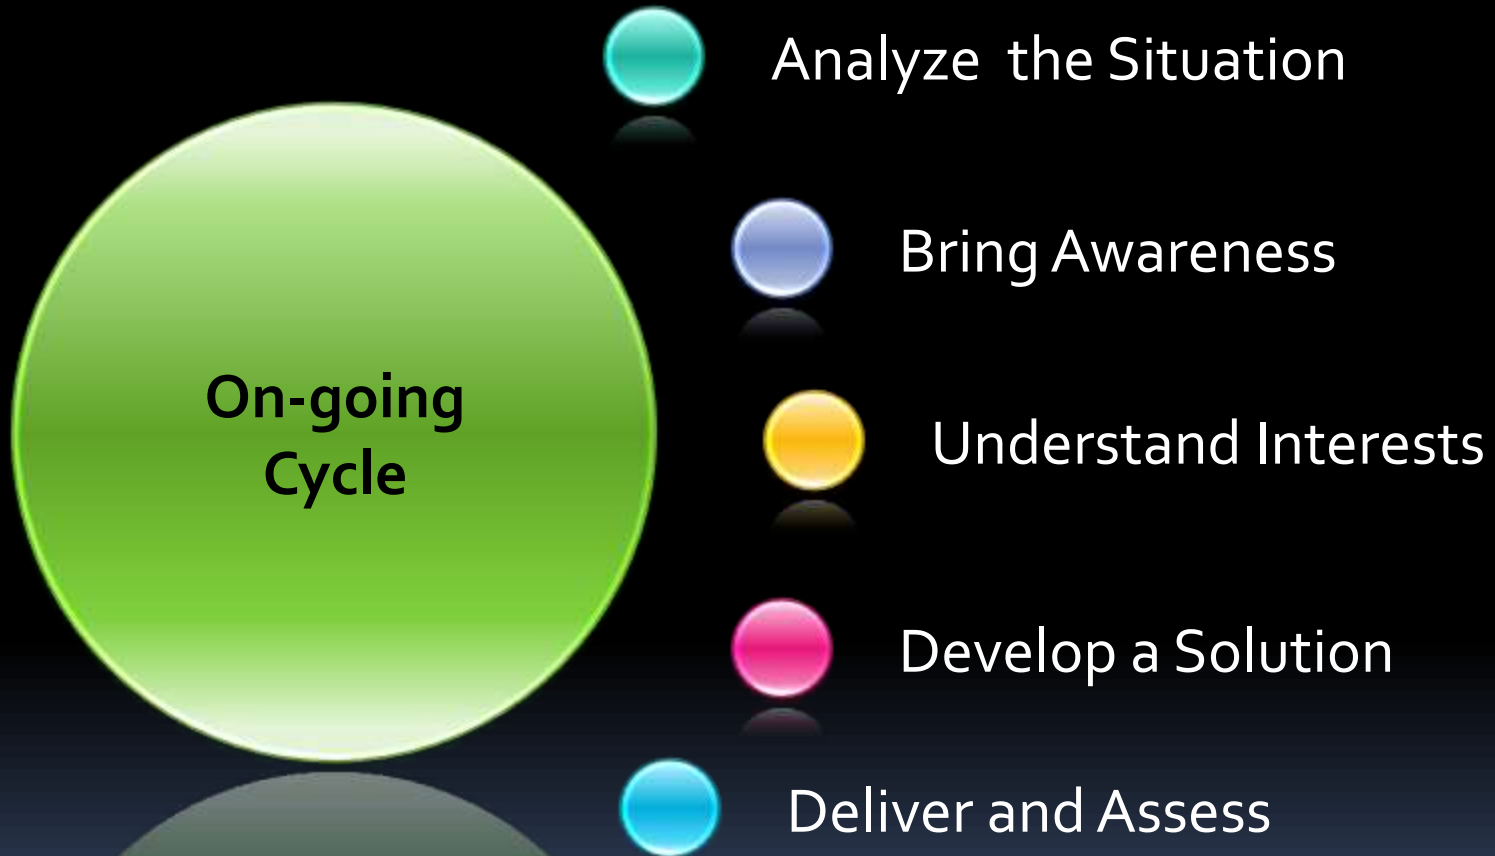 Analyze the Situation
Bring Awareness
On-going
Cycle
Understand Interests
Develop a Solution
Deliver and Assess